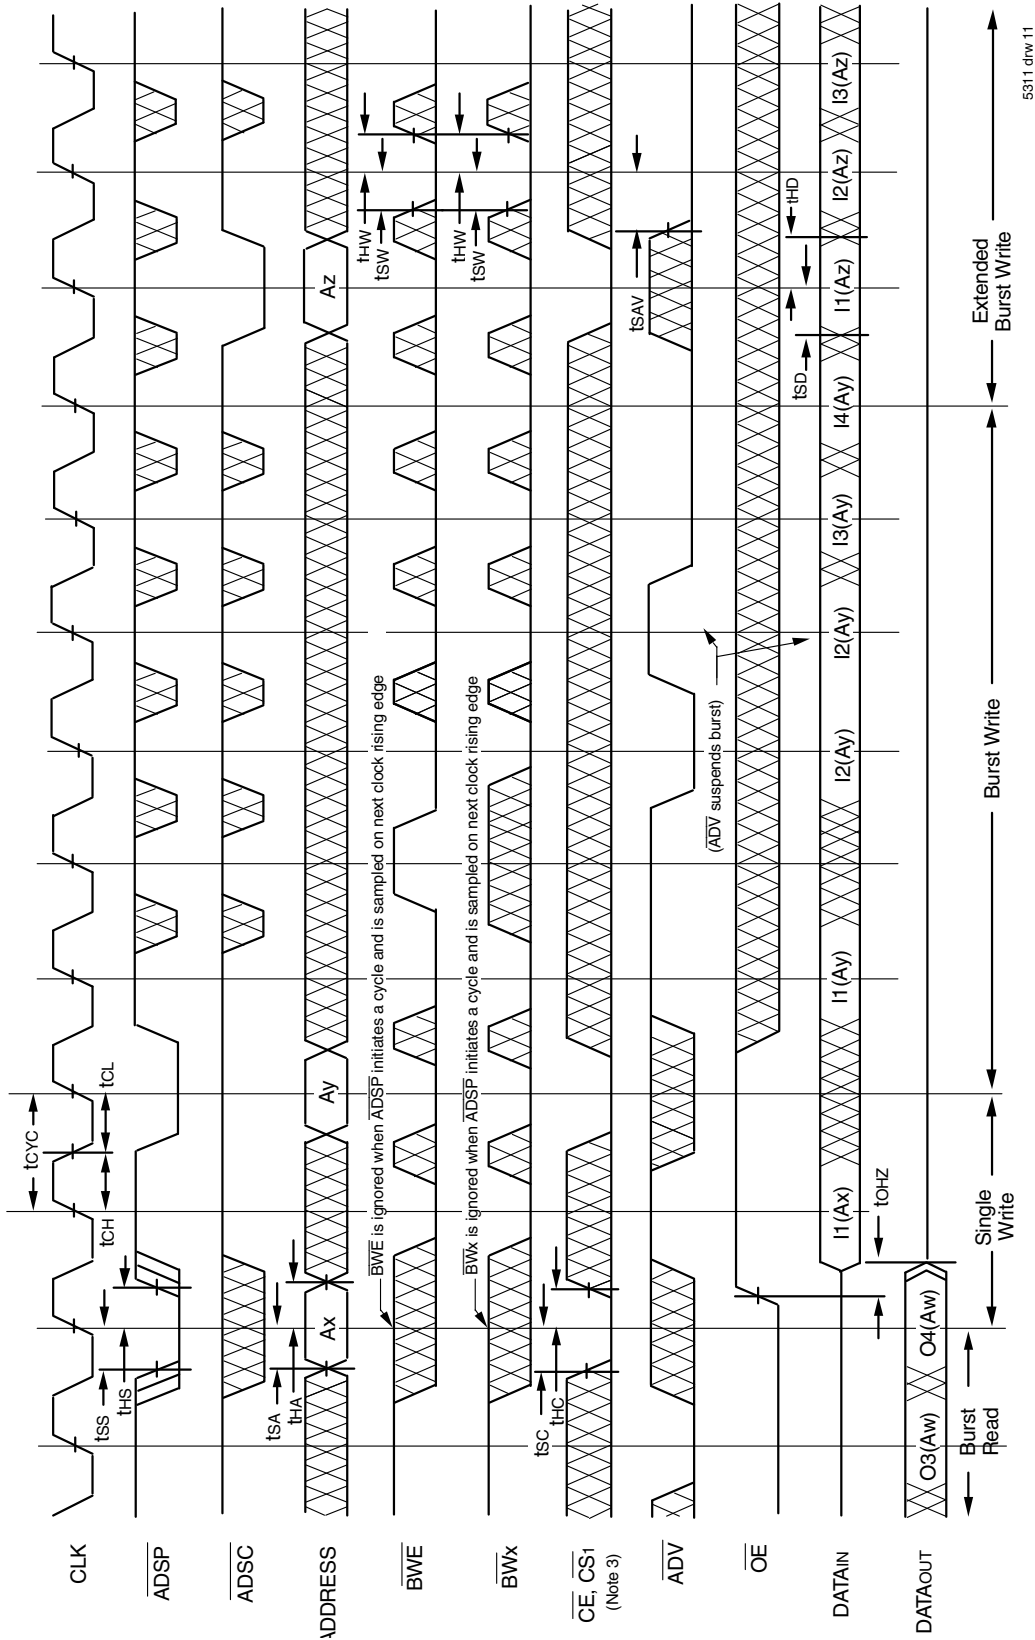 CLK
tCYC
tCH
tCL
ADSP
tSS
tHS
ADSC
ADDRESS
tSA
tHA
Ax
Ay
Az
BWE
BWE is ignored when ADSP initiates a cycle and is sampled on next clock rising edge
tHW
tSW
BWx
BWx is ignored when ADSP initiates a cycle and is sampled on next clock rising edge
tHW
tSW
CE, CS1
(Note 3)
tSC
tHC
ADV
tSAV
(ADV suspends burst)
OE
DATAIN
I1(Ax)
I1(Ay)
I2(Ay)
I2(Ay)
I3(Ay)
I4(Ay)
I1(Az)
I2(Az)
I3(Az)
tSD
tHD
tOHZ
DATAOUT
O3(Aw)
O4(Aw)
Burst
Read
Single
Write
Burst Write
Extended
Burst Write
5311 drw 11